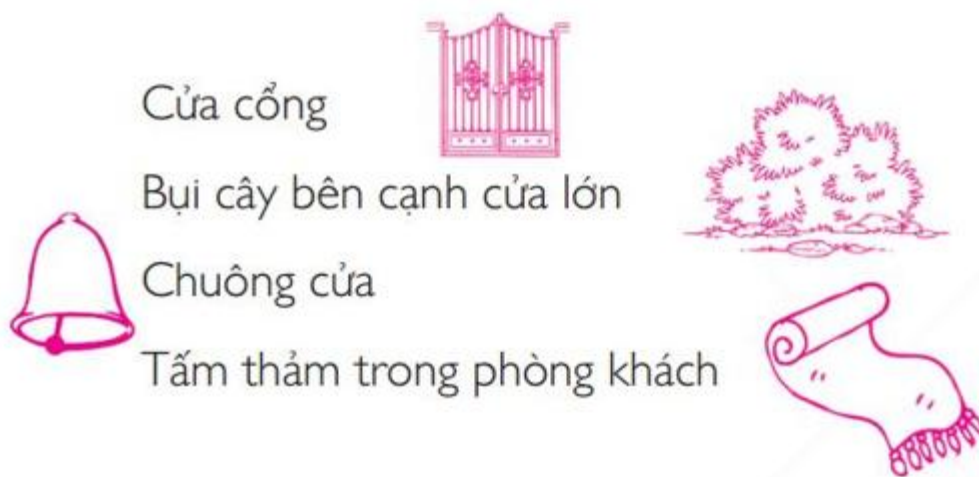 Cửa cổng
Bụi cây bên cạnh cửa lớn
Chuông cửa
Tấm thảm trong phòng khách